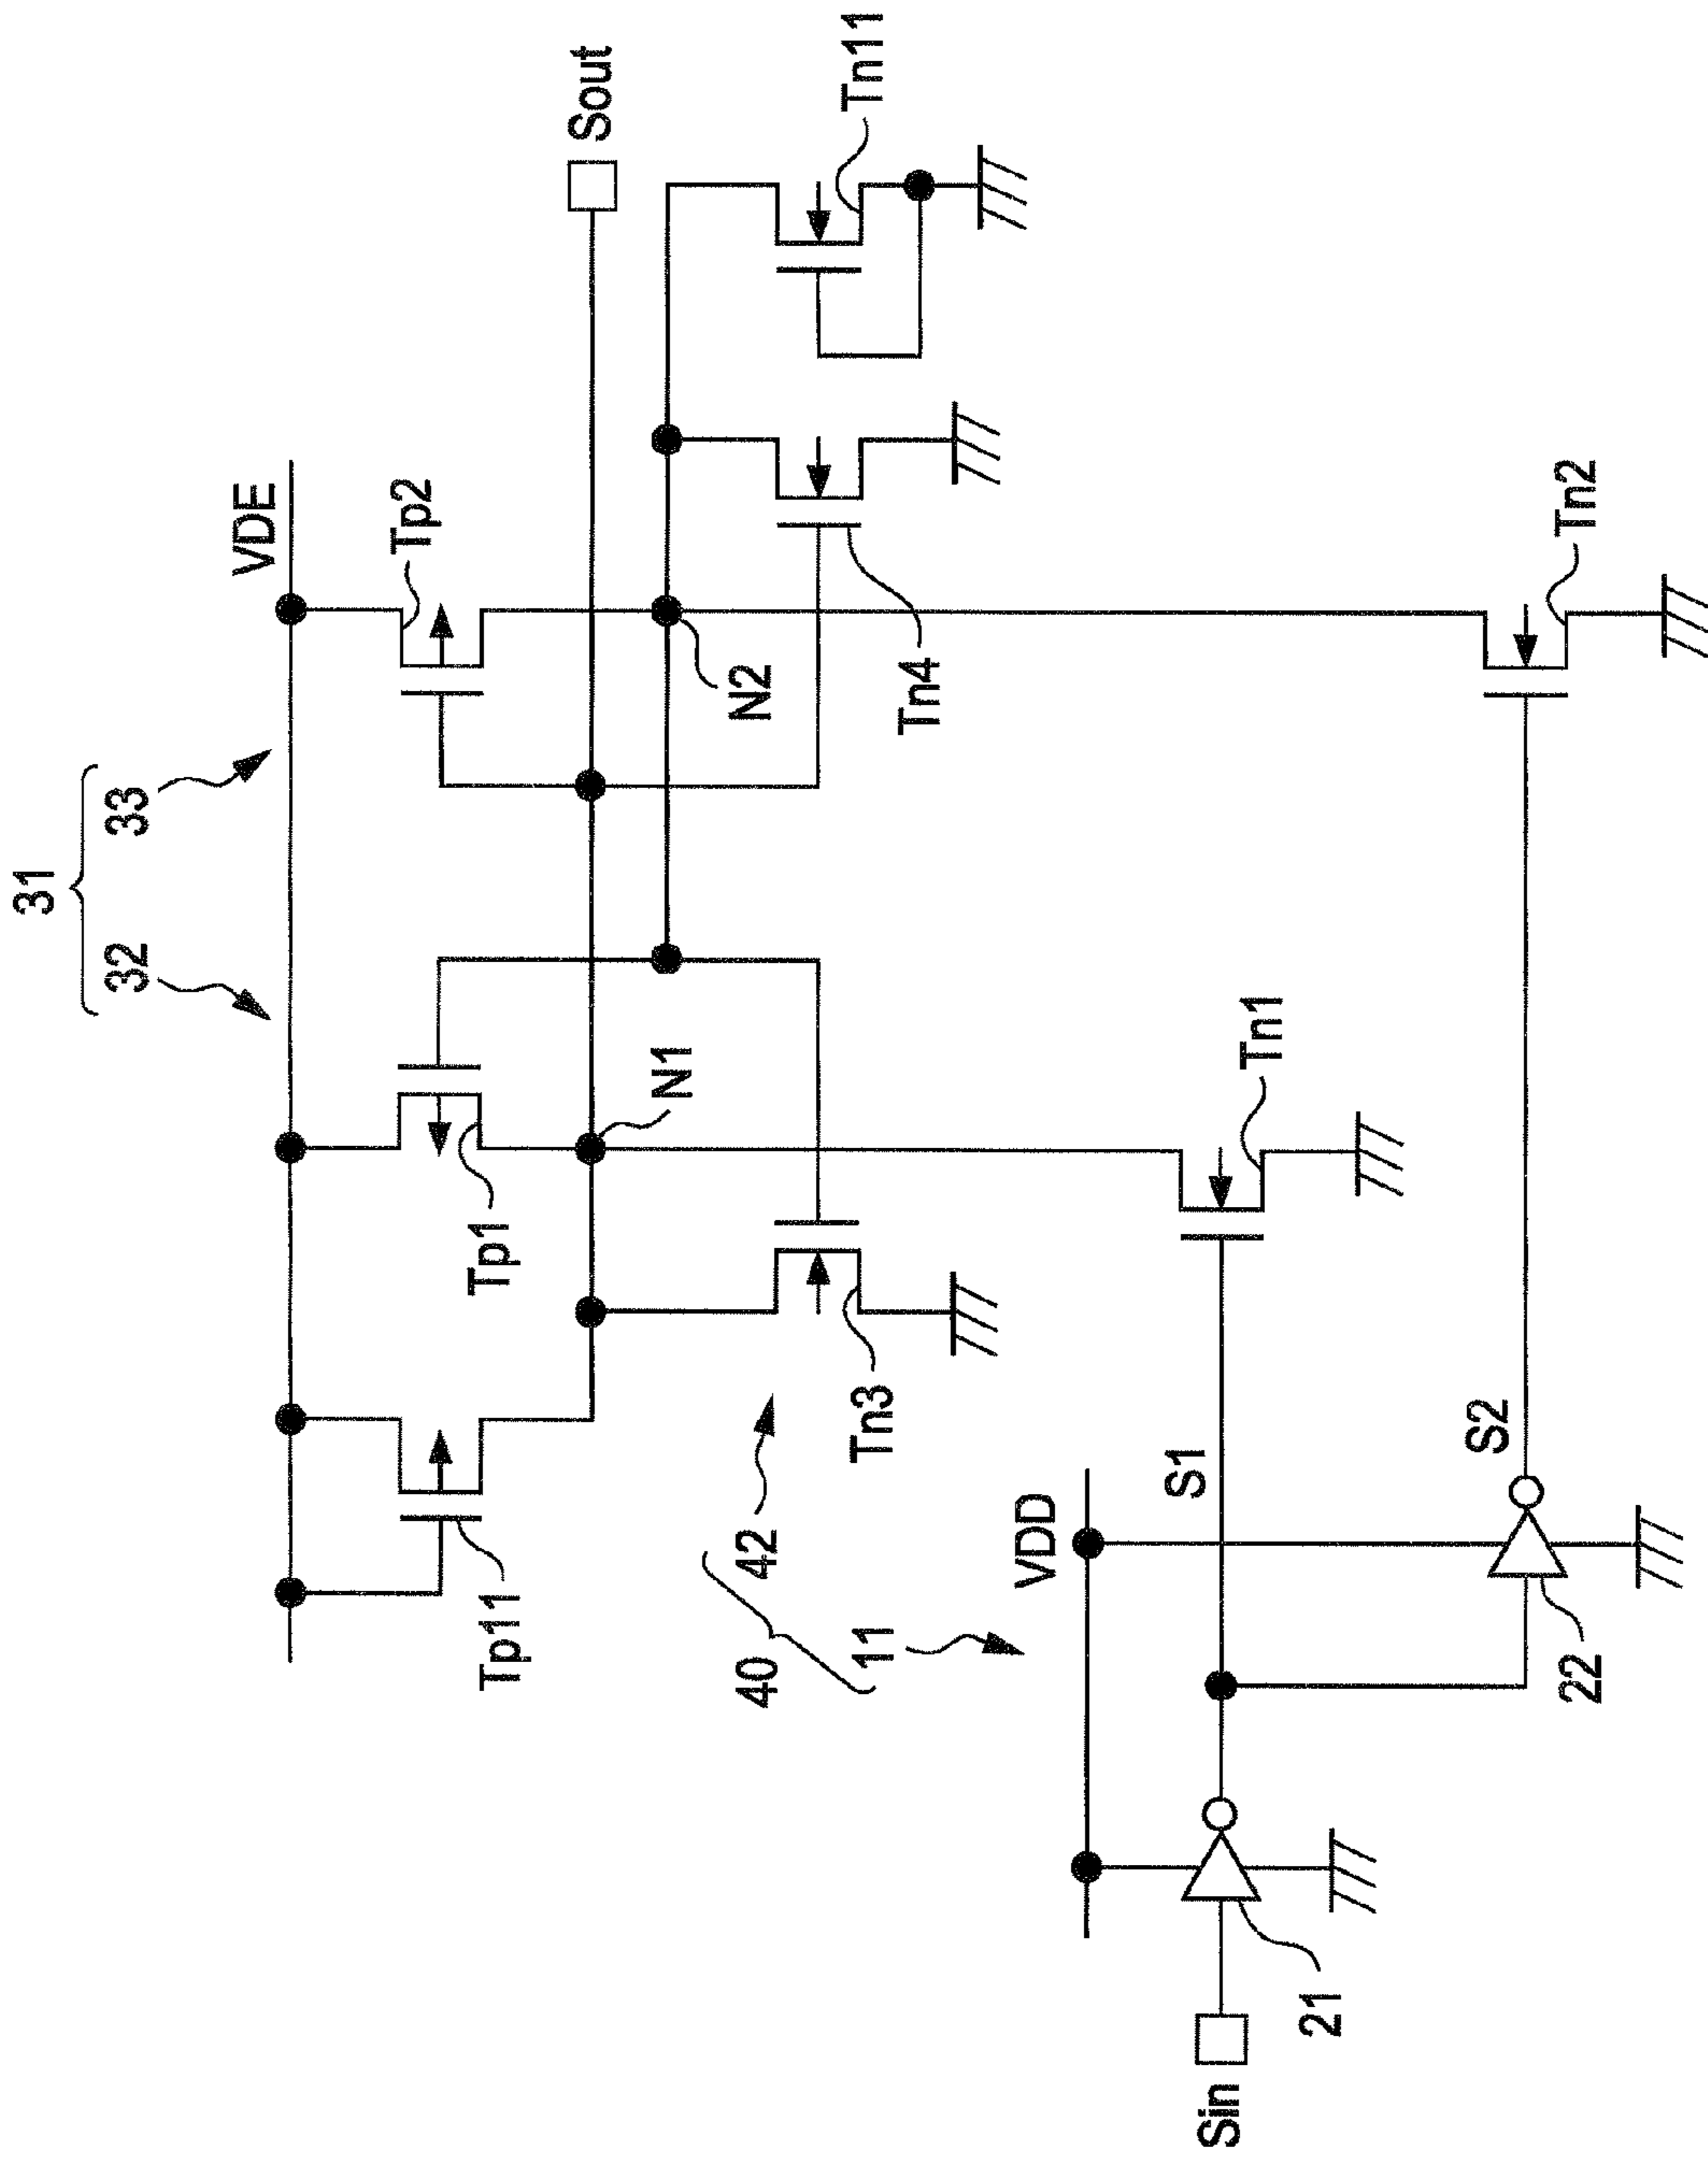 31
32
33
VDE
Tp11
Tp1
Tp2
Sout
N1
N2
40
42
11
Tn3
Tn4
Tn11
VDD
S1
Tn1
S2
Tn2
Sin
21
22